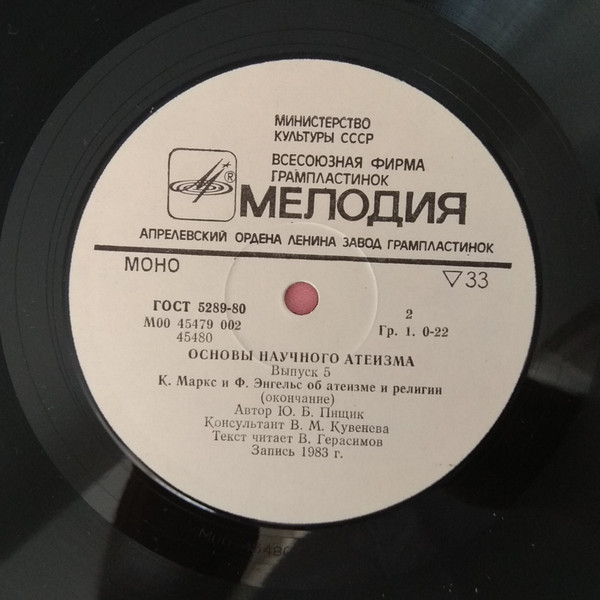 МИНИСТЕРСТВО
КУЛЬТУРЫ СССР
ВСЕСОЮЗНАЯ ФИРМА
ГРАМПЛАСТИНОК
®
МЕЛОДИЯ
АПРЕЛЕВСКИЙ ОРДЕНА ЛЕНИНА ЗАВОД ГРАМПЛАСТИНОК
МОНО ▽33
ГОСТ 5289-80 2
М00 45479 002 Гр. 1. 0-22
45480
ОСНОВЫ НАУЧНОГО АТЕИЗМА
Выпуск 5
К. Маркс и Ф. Энгельс об атеизме и религии
(окончание)
Автор Ю. Б. Пищик
Консультант В. М. Кувенева
Текст читает В. Герасимов
Запись 1983 г.